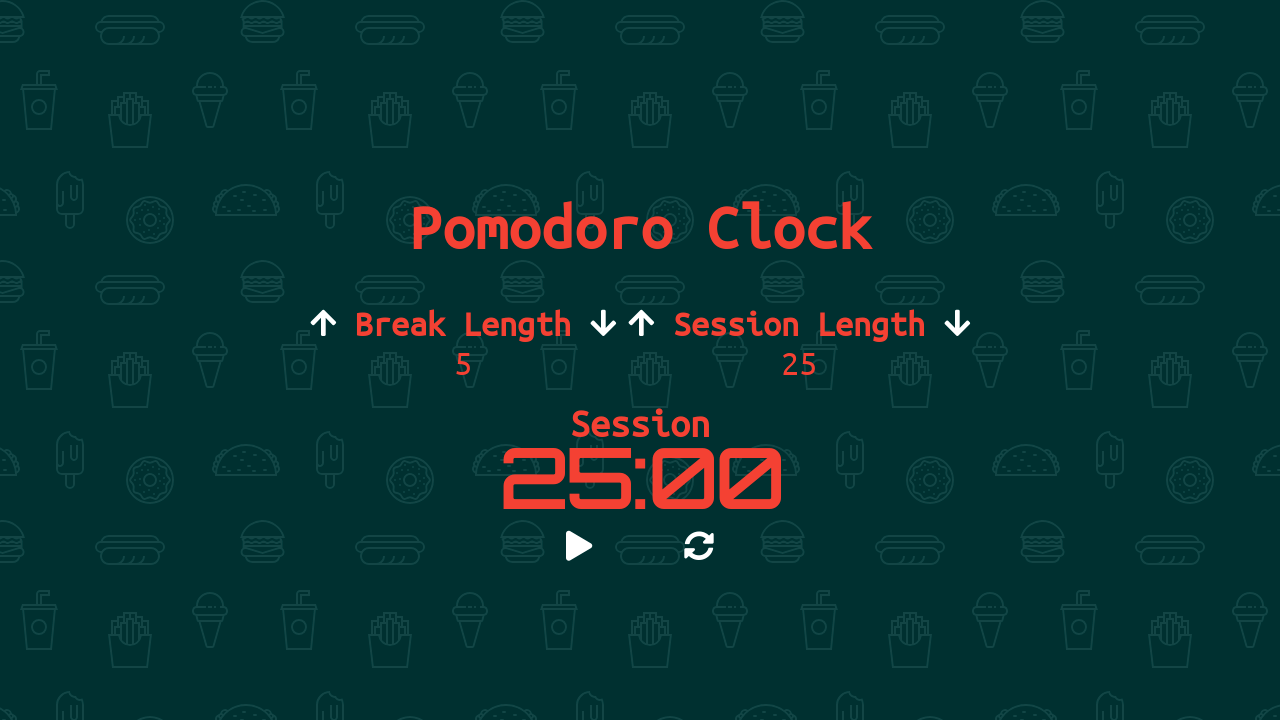 Pomodoro Clock
Break Length
5
Session Length
25
Session
25:00